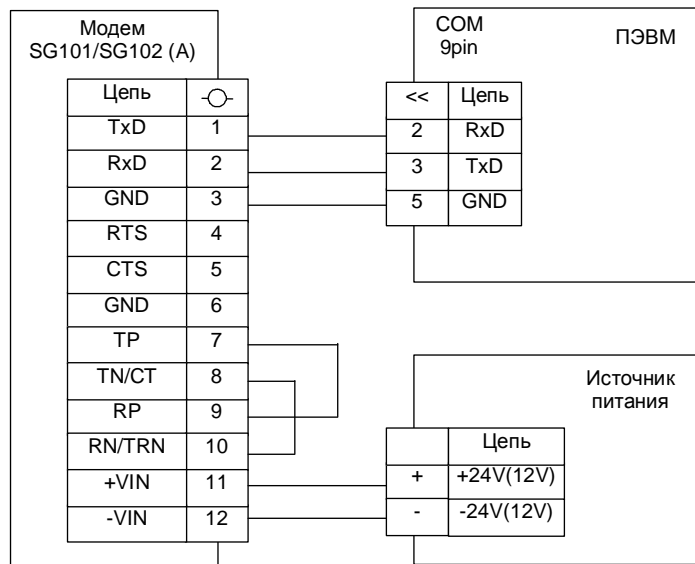 Модем
SG101/SG102 (A)
Цепь
TxD 1
RxD 2
GND 3
RTS 4
CTS 5
GND 6
TP 7
TN/CT 8
RP 9
RN/TRN 10
+VIN 11
-VIN 12
COM
9pin
ПЭВМ
<< Цепь
2 RxD
3 TxD
5 GND
Источник
питания
Цепь
+ +24V(12V)
- -24V(12V)